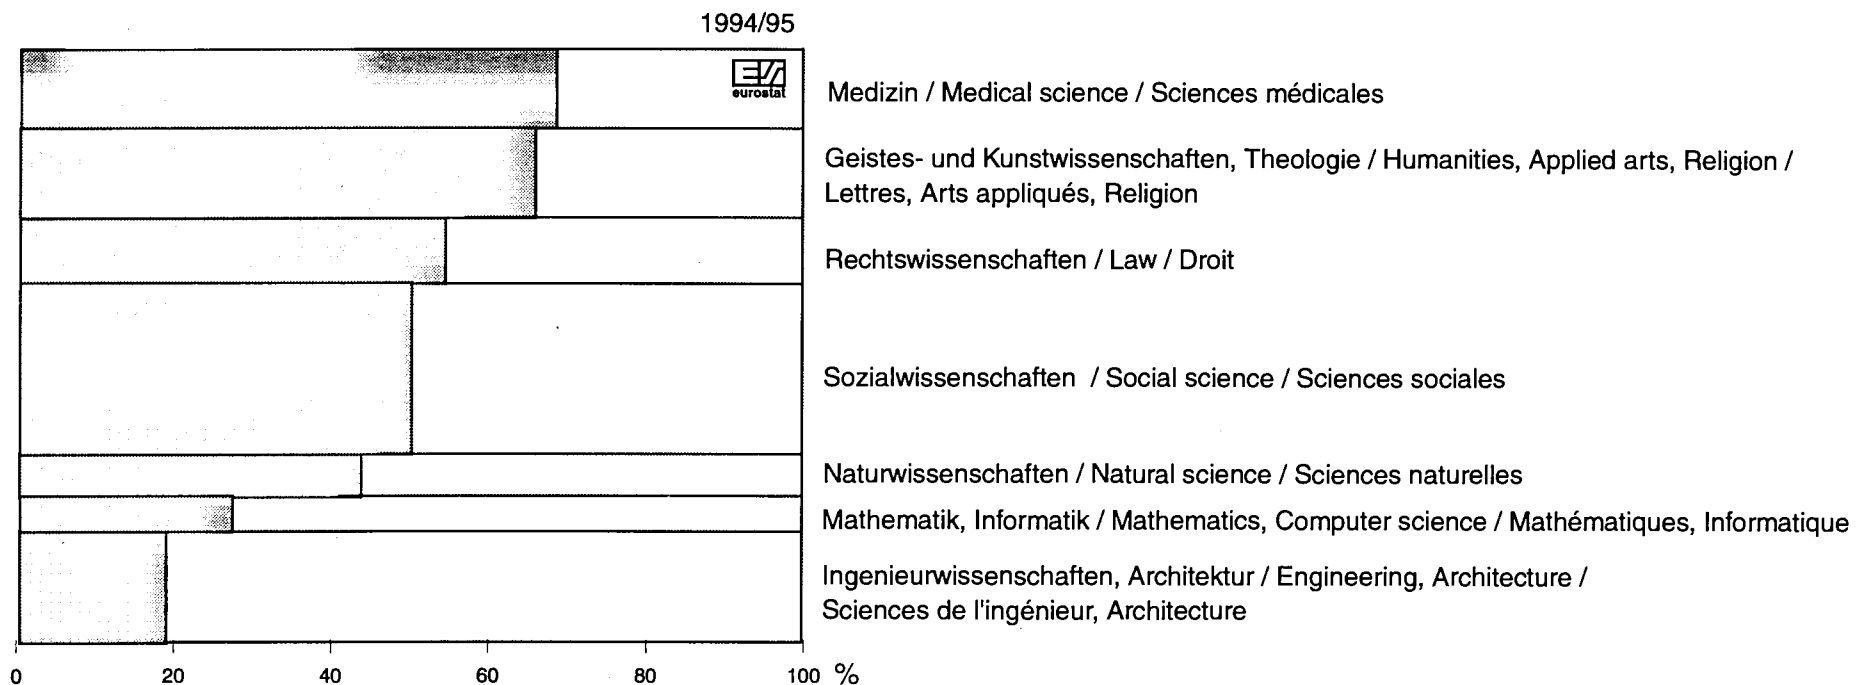 1994/95
eurostat
Medizin / Medical science / Sciences médicales
Geistes- und Kunstwissenschaften, Theologie / Humanities, Applied arts, Religion /
Lettres, Arts appliqués, Religion
Rechtswissenschaften / Law / Droit
Sozialwissenschaften / Social science / Sciences sociales
Naturwissenschaften / Natural science / Sciences naturelles
Mathematik, Informatik / Mathematics, Computer science / Mathématiques, Informatique
Ingenieurwissenschaften, Architektur / Engineering, Architecture /
Sciences de l'ingénieur, Architecture
0 20 40 60 80 100 %